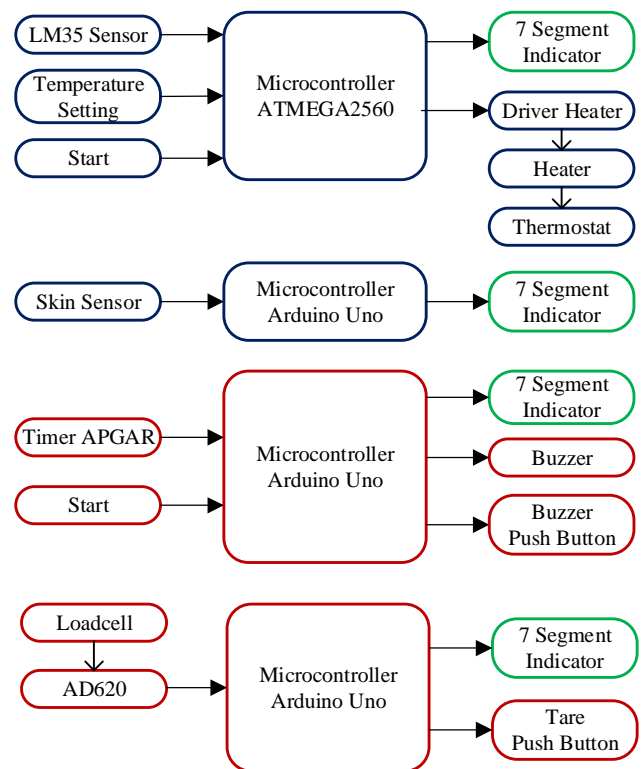 LM35 Sensor
Temperature
Setting
Start
Microcontroller
ATMEGA2560
7 Segment
Indicator
Driver Heater
Heater
Thermostat
Skin Sensor
Microcontroller
Arduino Uno
7 Segment
Indicator
Timer APGAR
Start
Microcontroller
Arduino Uno
7 Segment
Indicator
Buzzer
Buzzer
Push Button
Loadcell
AD620
Microcontroller
Arduino Uno
7 Segment
Indicator
Tare
Push Button